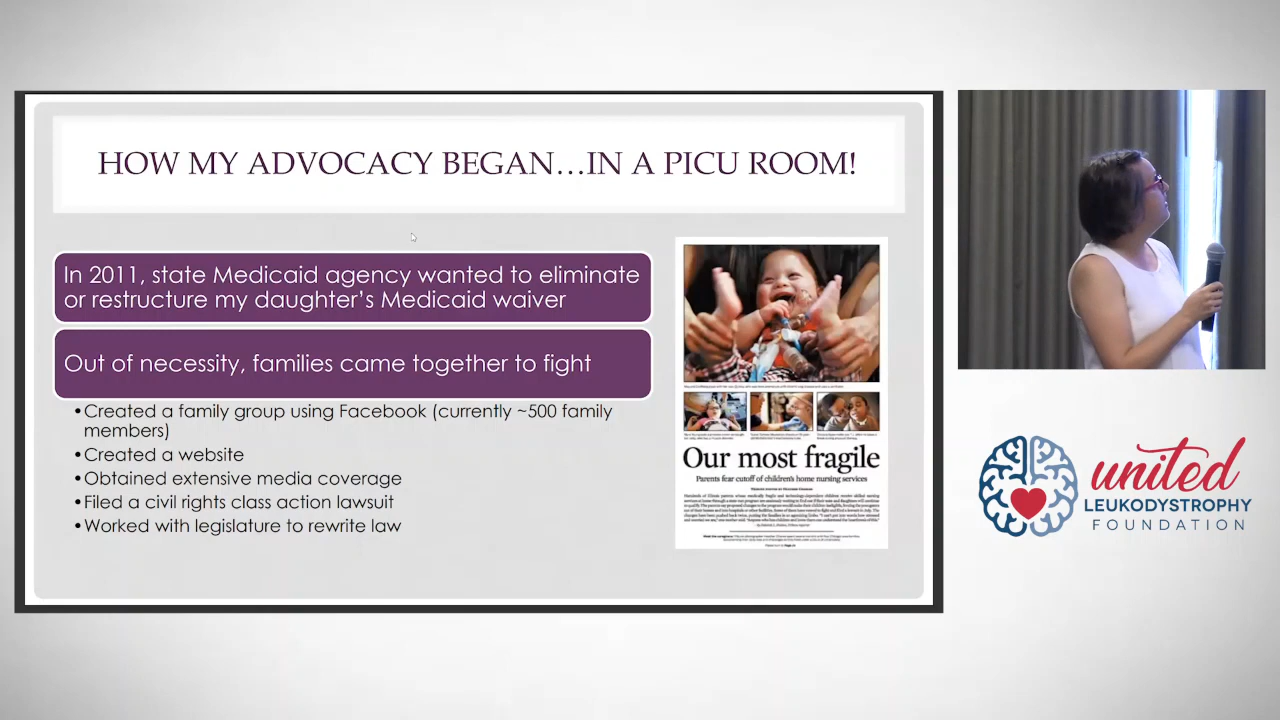 HOW MY ADVOCACY BEGAN…IN A PICU ROOM!
In 2011, state Medicaid agency wanted to eliminate
or restructure my daughter's Medicaid waiver
Out of necessity, families came together to fight
•Created a family group using Facebook (currently ~500 family
members)
•Created a website
•Obtained extensive media coverage
•Filed civil rights class action lawsuit
•Worked with legislature to rewrite law
Our most fragile
Parents fear cutoff of children's home nursing services
united
LEUKODYSTROPHY
FOUNDATION